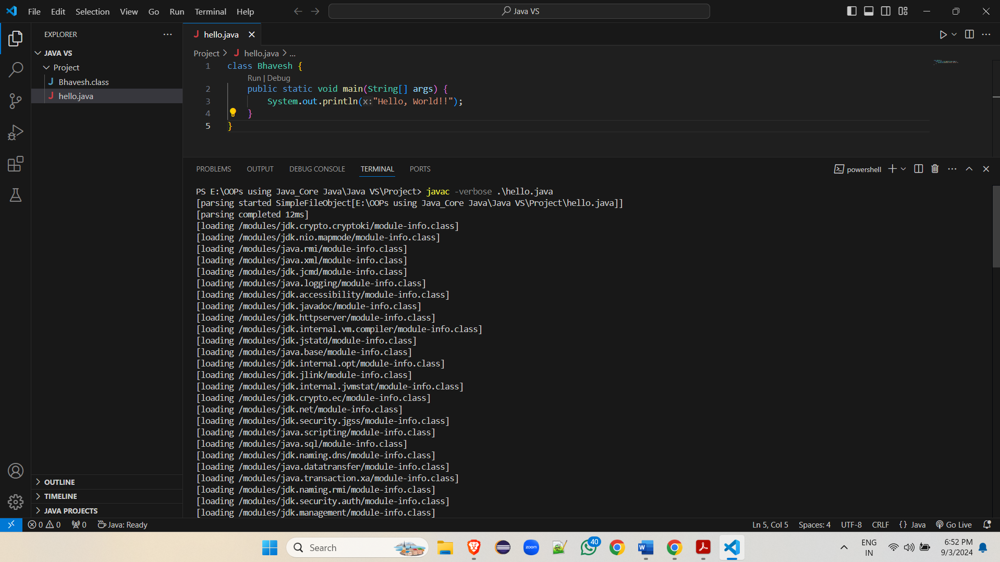 File Edit Selection View Go Run Terminal Help
Java VS
EXPLORER
JAVA VS
Project
Bhavesh.class
hello.java
OUTLINE
TIMELINE
JAVA PROJECTS
hello.java
Project > hello.java > ...
1 class Bhavesh {
Run | Debug
2 public static void main(String[] args) {
3 System.out.println(x:"Hello, World!!");
4 }
5 }
PROBLEMS OUTPUT DEBUG CONSOLE TERMINAL PORTS
powershell
PS E:\OOPs using Java_Core Java\Java VS\Project> javac -verbose .\hello.java
[parsing started SimpleFileObject[E:\OOPs using Java_Core Java\Java VS\Project\hello.java]]
[parsing completed 12ms]
[loading /modules/jdk.crypto.cryptoki/module-info.class]
[loading /modules/jdk.nio.mapmode/module-info.class]
[loading /modules/java.rmi/module-info.class]
[loading /modules/java.xml/module-info.class]
[loading /modules/jdk.jcmd/module-info.class]
[loading /modules/java.logging/module-info.class]
[loading /modules/jdk.accessibility/module-info.class]
[loading /modules/jdk.javadoc/module-info.class]
[loading /modules/jdk.httpserver/module-info.class]
[loading /modules/jdk.internal.vm.compiler/module-info.class]
[loading /modules/jdk.jstatd/module-info.class]
[loading /modules/java.base/module-info.class]
[loading /modules/jdk.internal.opt/module-info.class]
[loading /modules/jdk.jlink/module-info.class]
[loading /modules/jdk.internal.jvmstat/module-info.class]
[loading /modules/jdk.crypto.ec/module-info.class]
[loading /modules/jdk.net/module-info.class]
[loading /modules/jdk.security.jgss/module-info.class]
[loading /modules/java.scripting/module-info.class]
[loading /modules/java.sql/module-info.class]
[loading /modules/jdk.naming.dns/module-info.class]
[loading /modules/java.datatransfer/module-info.class]
[loading /modules/java.transaction.xa/module-info.class]
[loading /modules/jdk.naming.rmi/module-info.class]
[loading /modules/jdk.security.auth/module-info.class]
[loading /modules/jdk.management/module-info.class]
0 0 0 Java: Ready
Ln 5, Col 5 Spaces: 4 UTF-8 CRLF {} Java Go Live
Search
zoom
40
ENG
IN
6:52 PM
9/3/2024